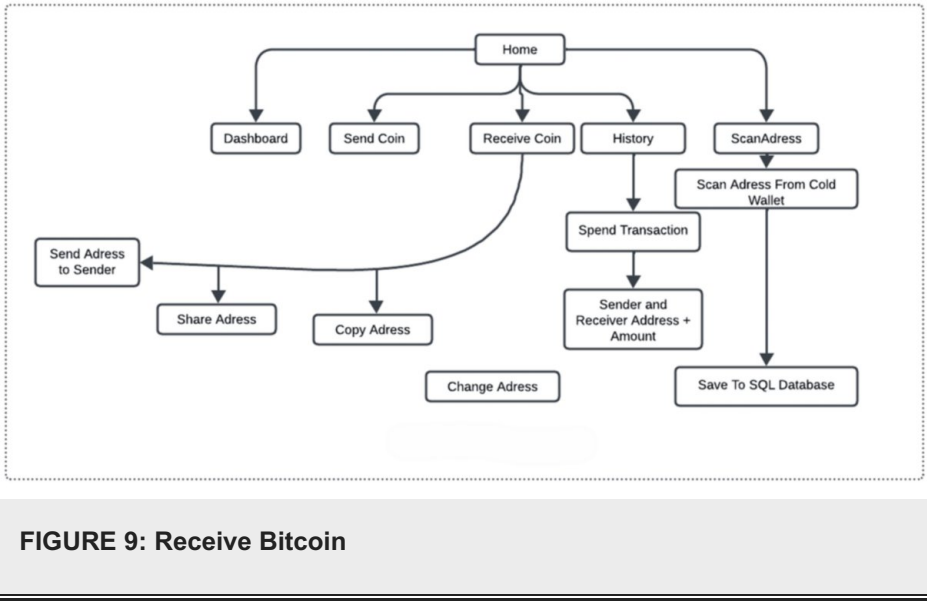 Home
Dashboard
Send Coin
Receive Coin
History
ScanAdress
Scan Adress From Cold
Wallet
Spend Transaction
Send Adress
to Sender
Share Adress
Copy Adress
Sender and
Receiver Address +
Amount
Change Adress
Save To SQL Database
FIGURE 9: Receive Bitcoin